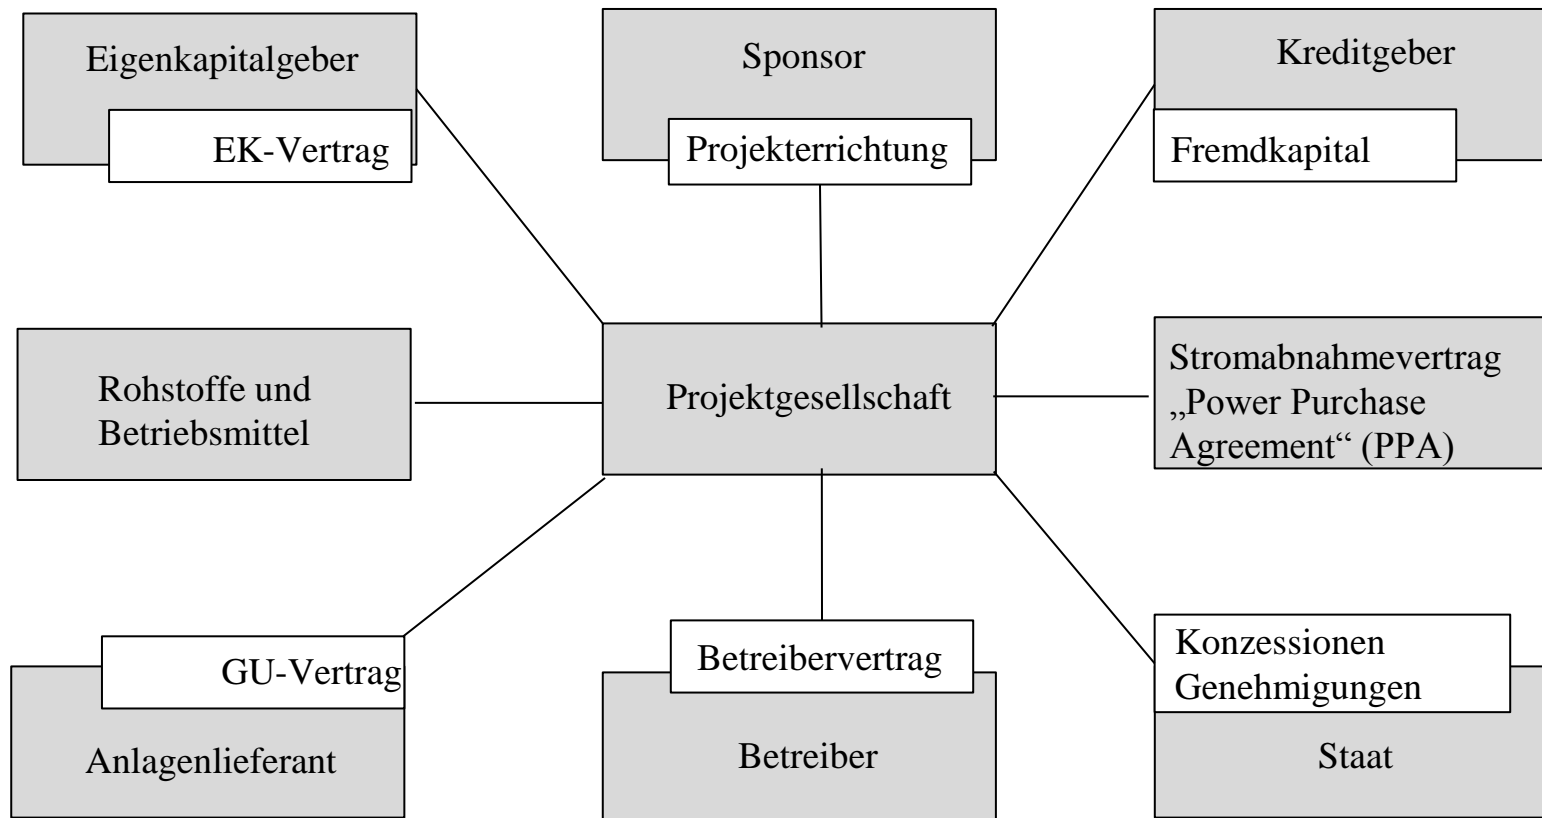 Eigenkapitalgeber
EK-Vertrag
Sponsor
Projekterrichtung
Kreditgeber
Fremdkapital
Rohstoffe und
Betriebsmittel
Projektgesellschaft
Stromabnahmevertrag
„Power Purchase
Agreement“ (PPA)
GU-Vertrag
Anlagenlieferant
Betreibervertrag
Betreiber
Konzessionen
Genehmigungen
Staat